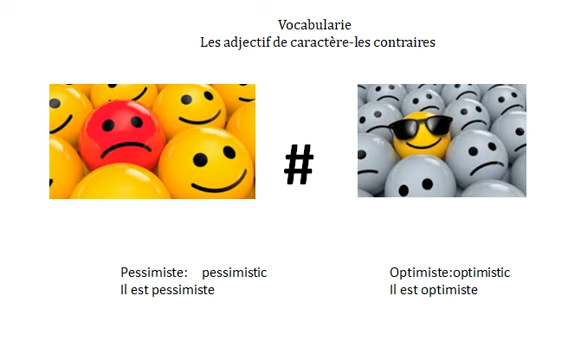 Vocabularie
Les adjectif de caractère-les contraires
#
Pessimiste: pessimistic
Il est pessimiste
Optimiste:optimistic
Il est optimiste